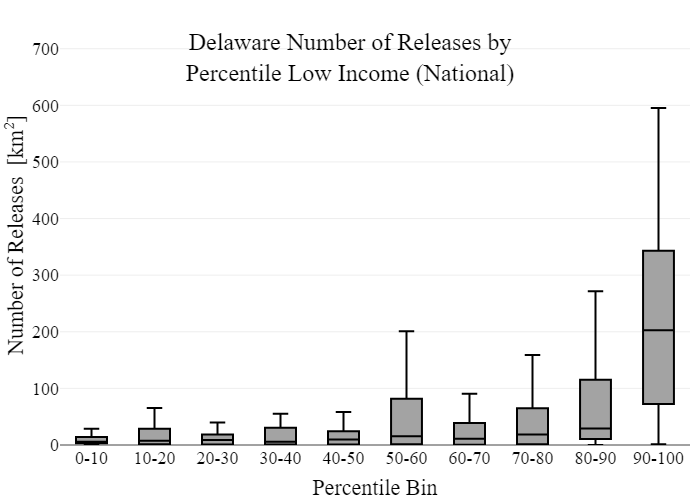 Delaware Number of Releases by
Percentile Low Income (National)
Number of Releases [km²]
700
600
500
400
300
200
100
0
0-10 10-20 20-30 30-40 40-50 50-60 60-70 70-80 80-90 90-100
Percentile Bin